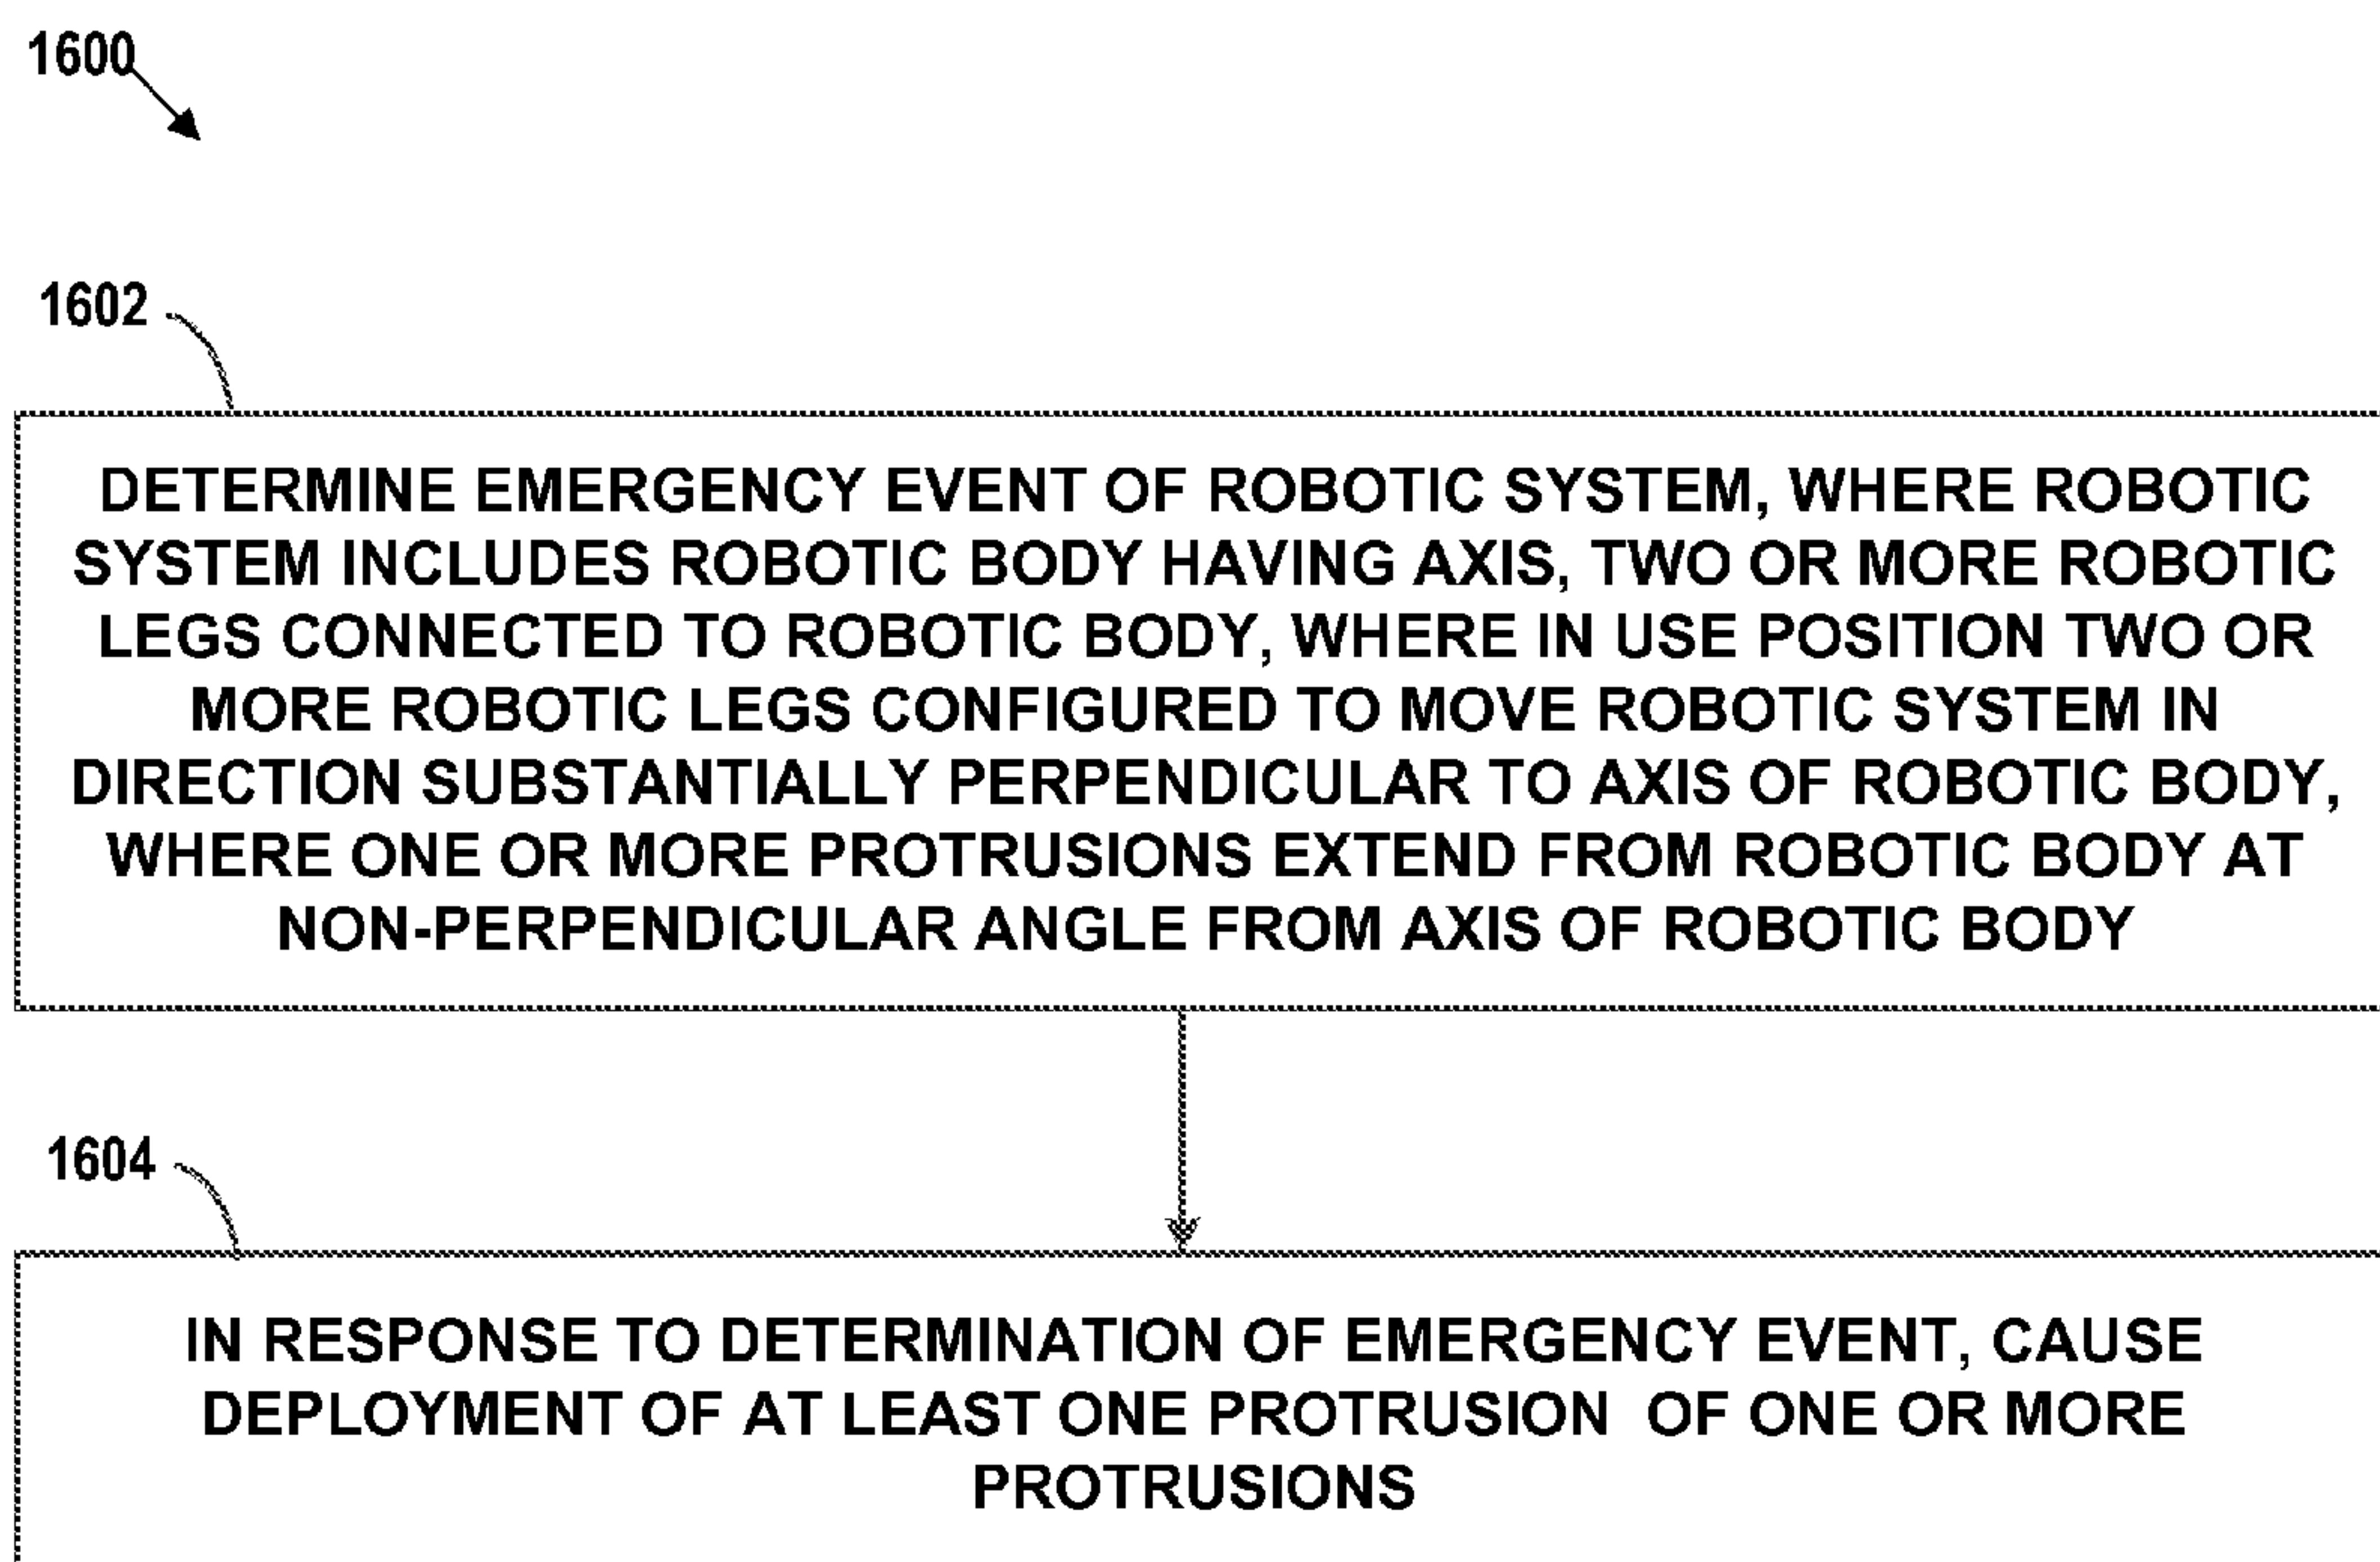 1600
1602
DETERMINE EMERGENCY EVENT OF ROBOTIC SYSTEM, WHERE ROBOTIC
SYSTEM INCLUDES ROBOTIC BODY HAVING AXIS, TWO OR MORE ROBOTIC
LEGS CONNECTED TO ROBOTIC BODY, WHERE IN USE POSITION TWO OR
MORE ROBOTIC LEGS CONFIGURED TO MOVE ROBOTIC SYSTEM IN
DIRECTION SUBSTANTIALLY PERPENDICULAR TO AXIS OF ROBOTIC BODY,
WHERE ONE OR MORE PROTRUSIONS EXTEND FROM ROBOTIC BODY AT
NON-PERPENDICULAR ANGLE FROM AXIS OF ROBOTIC BODY
1604
IN RESPONSE TO DETERMINATION OF EMERGENCY EVENT, CAUSE
DEPLOYMENT OF AT LEAST ONE PROTRUSION OF ONE OR MORE
PROTRUSIONS